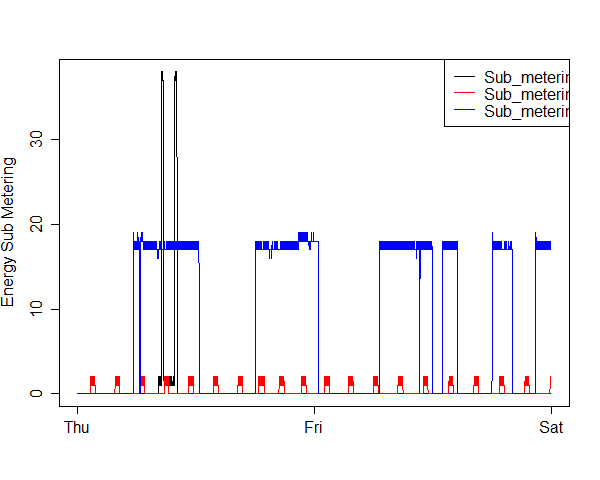 Sub_meterin
Sub_meterin
Sub_meterin
Energy Sub Metering
0
10
20
30
Thu
Fri
Sat